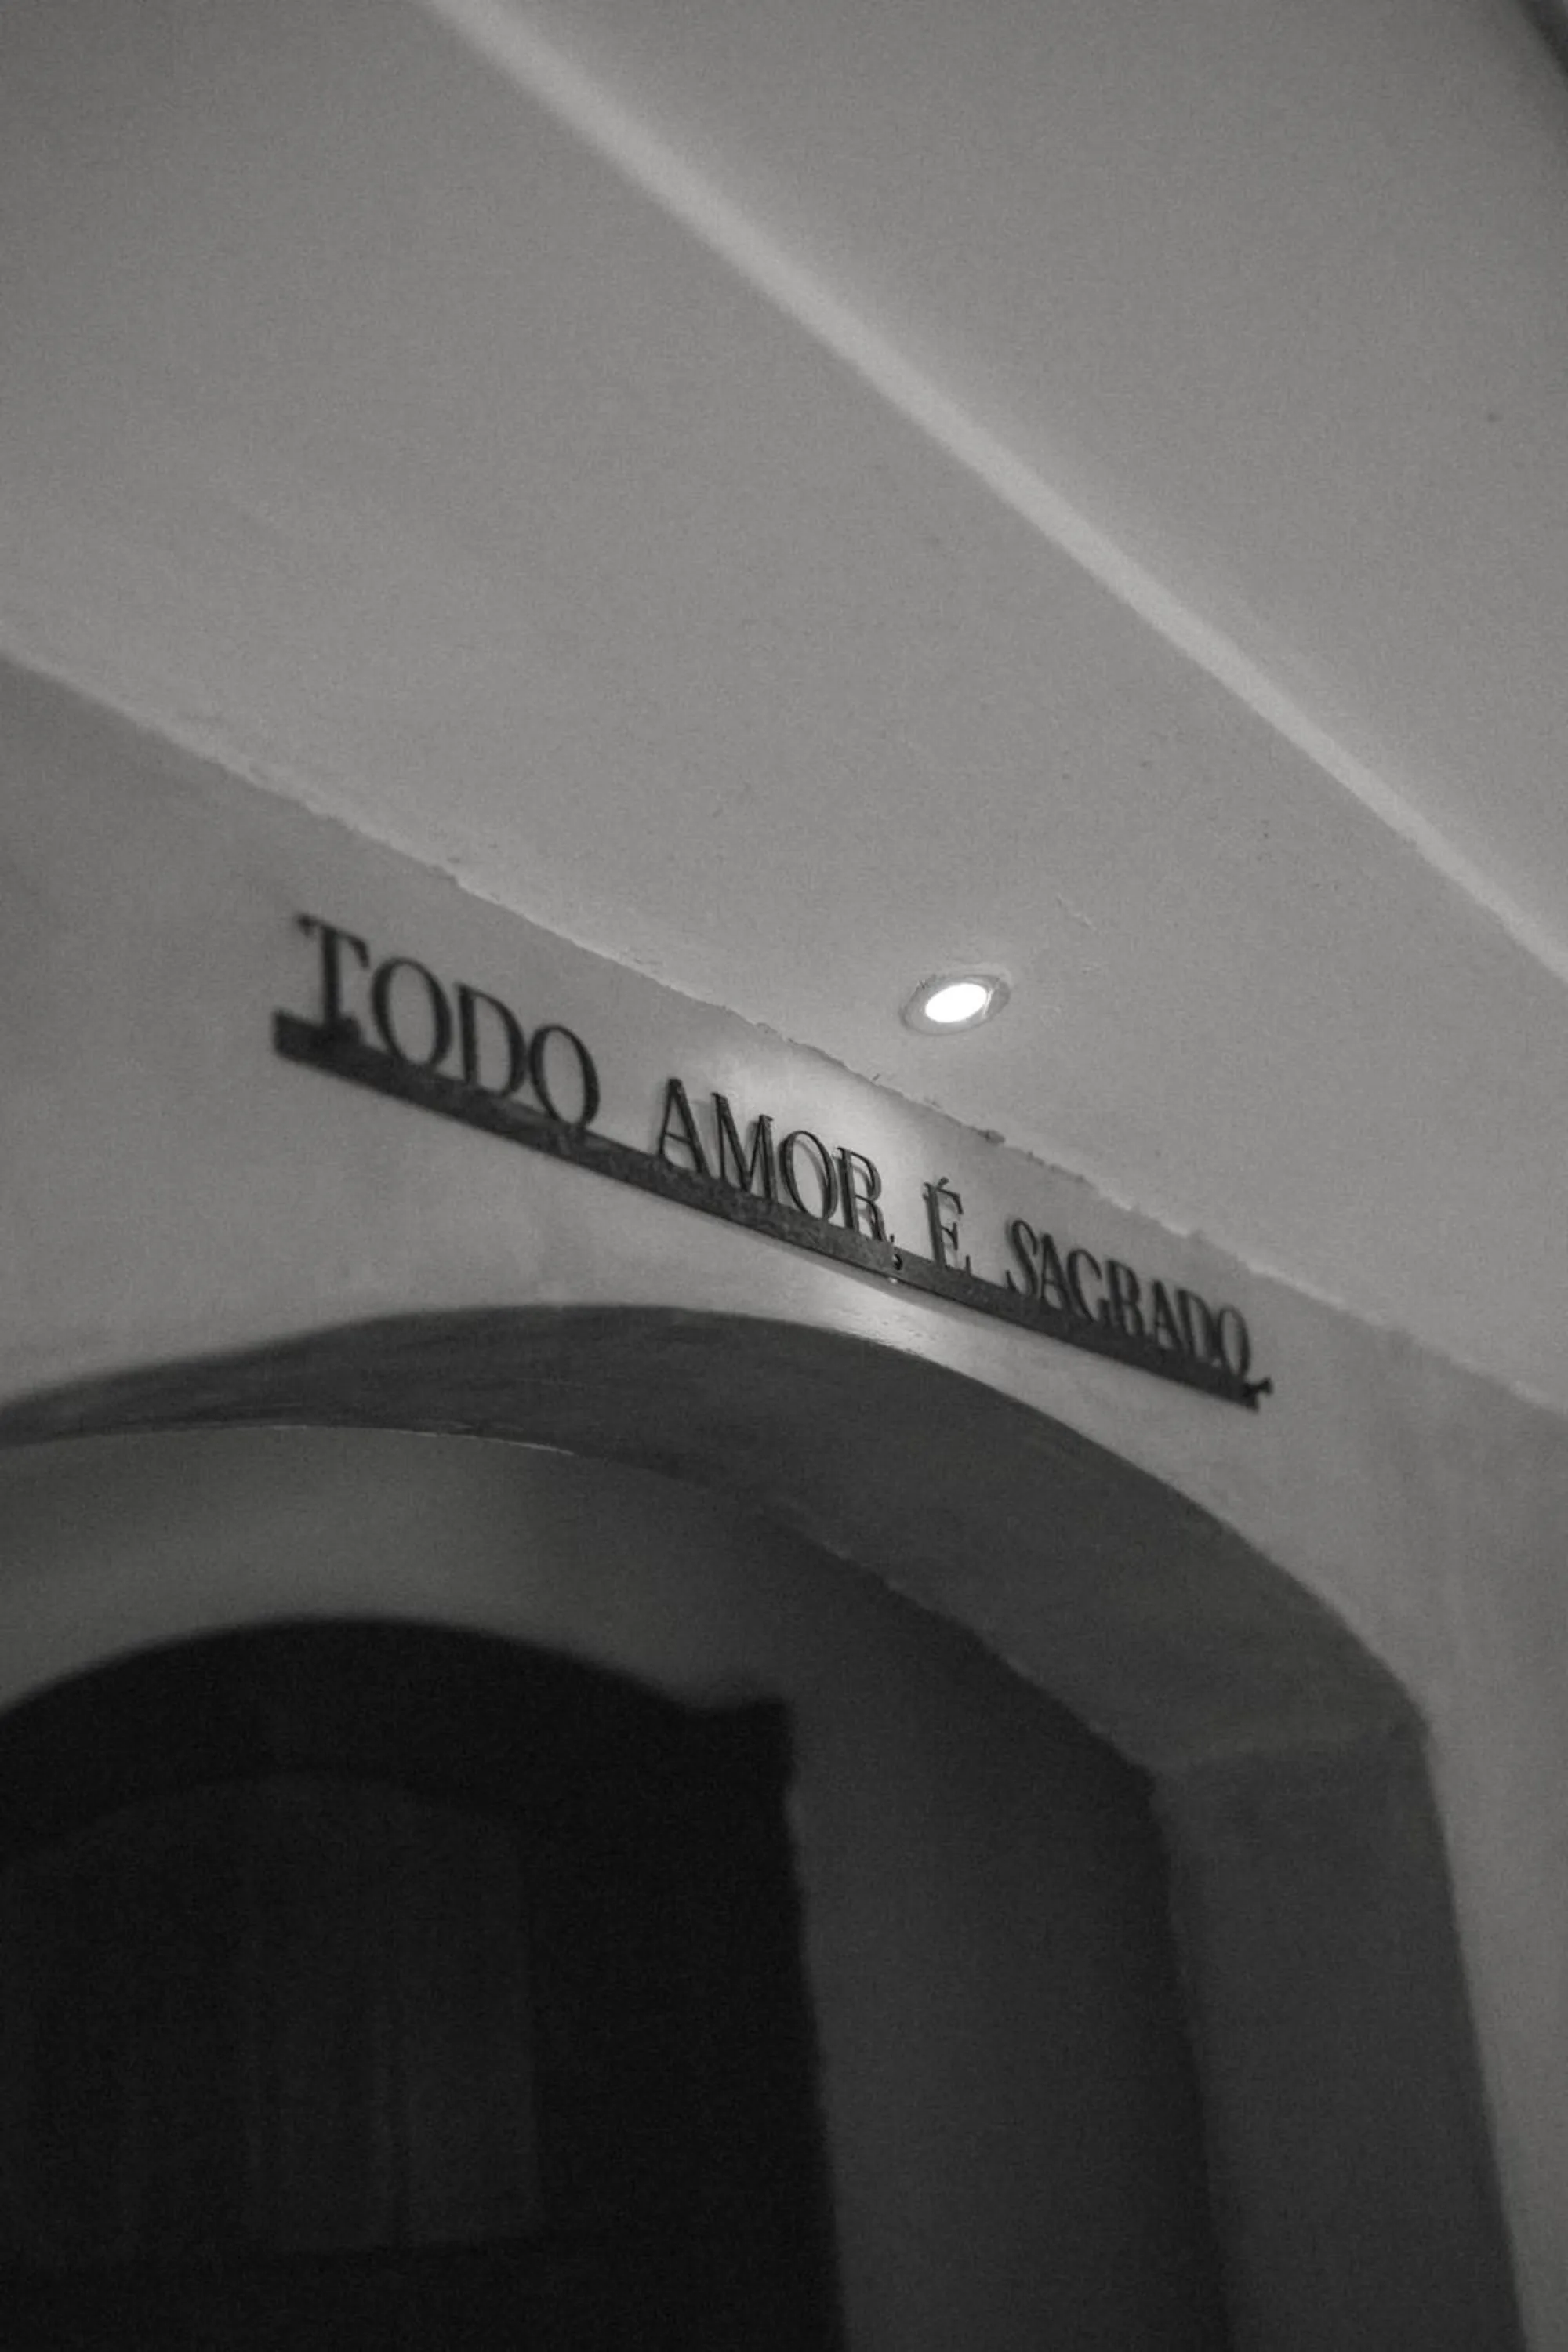 TODO AMOR É SAGRADO